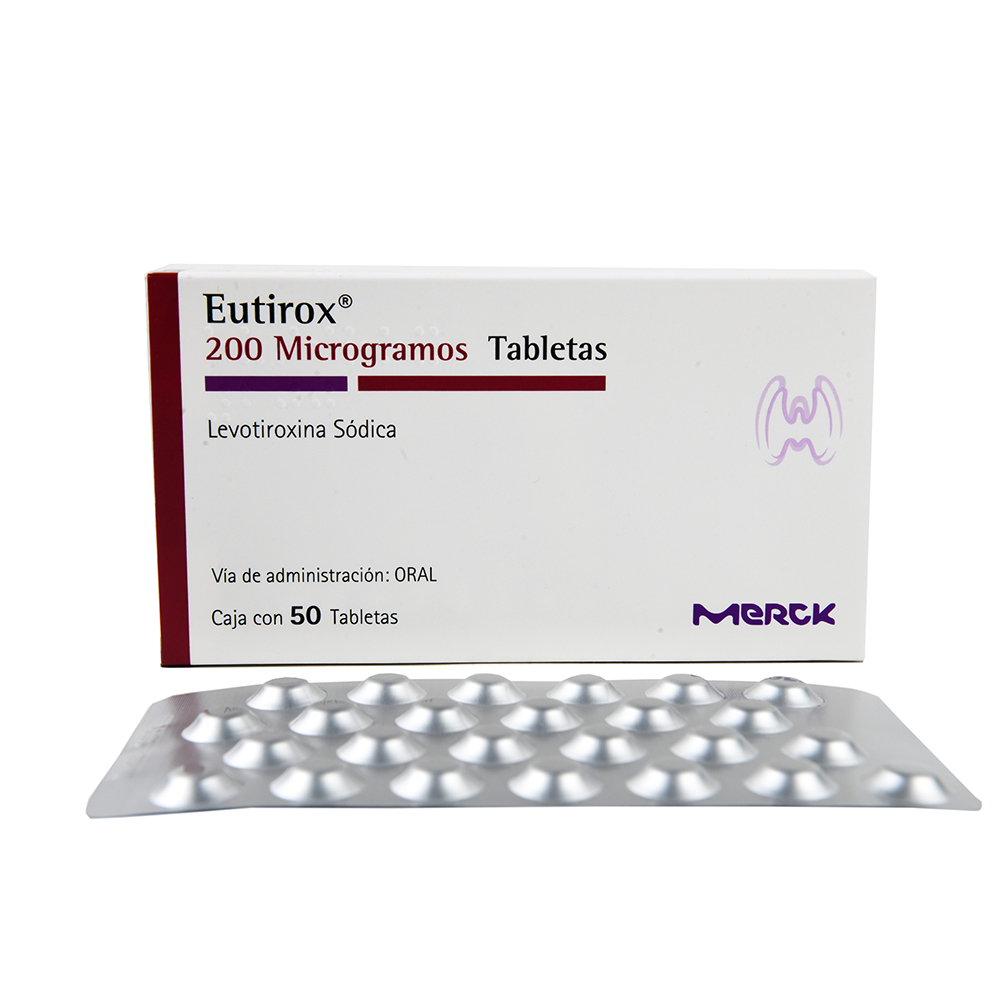 Eutirox®
200 Microgramos Tabletas
Levotiroxina Sódica
Vía de administración: ORAL
Caja con 50 Tabletas
MERCK